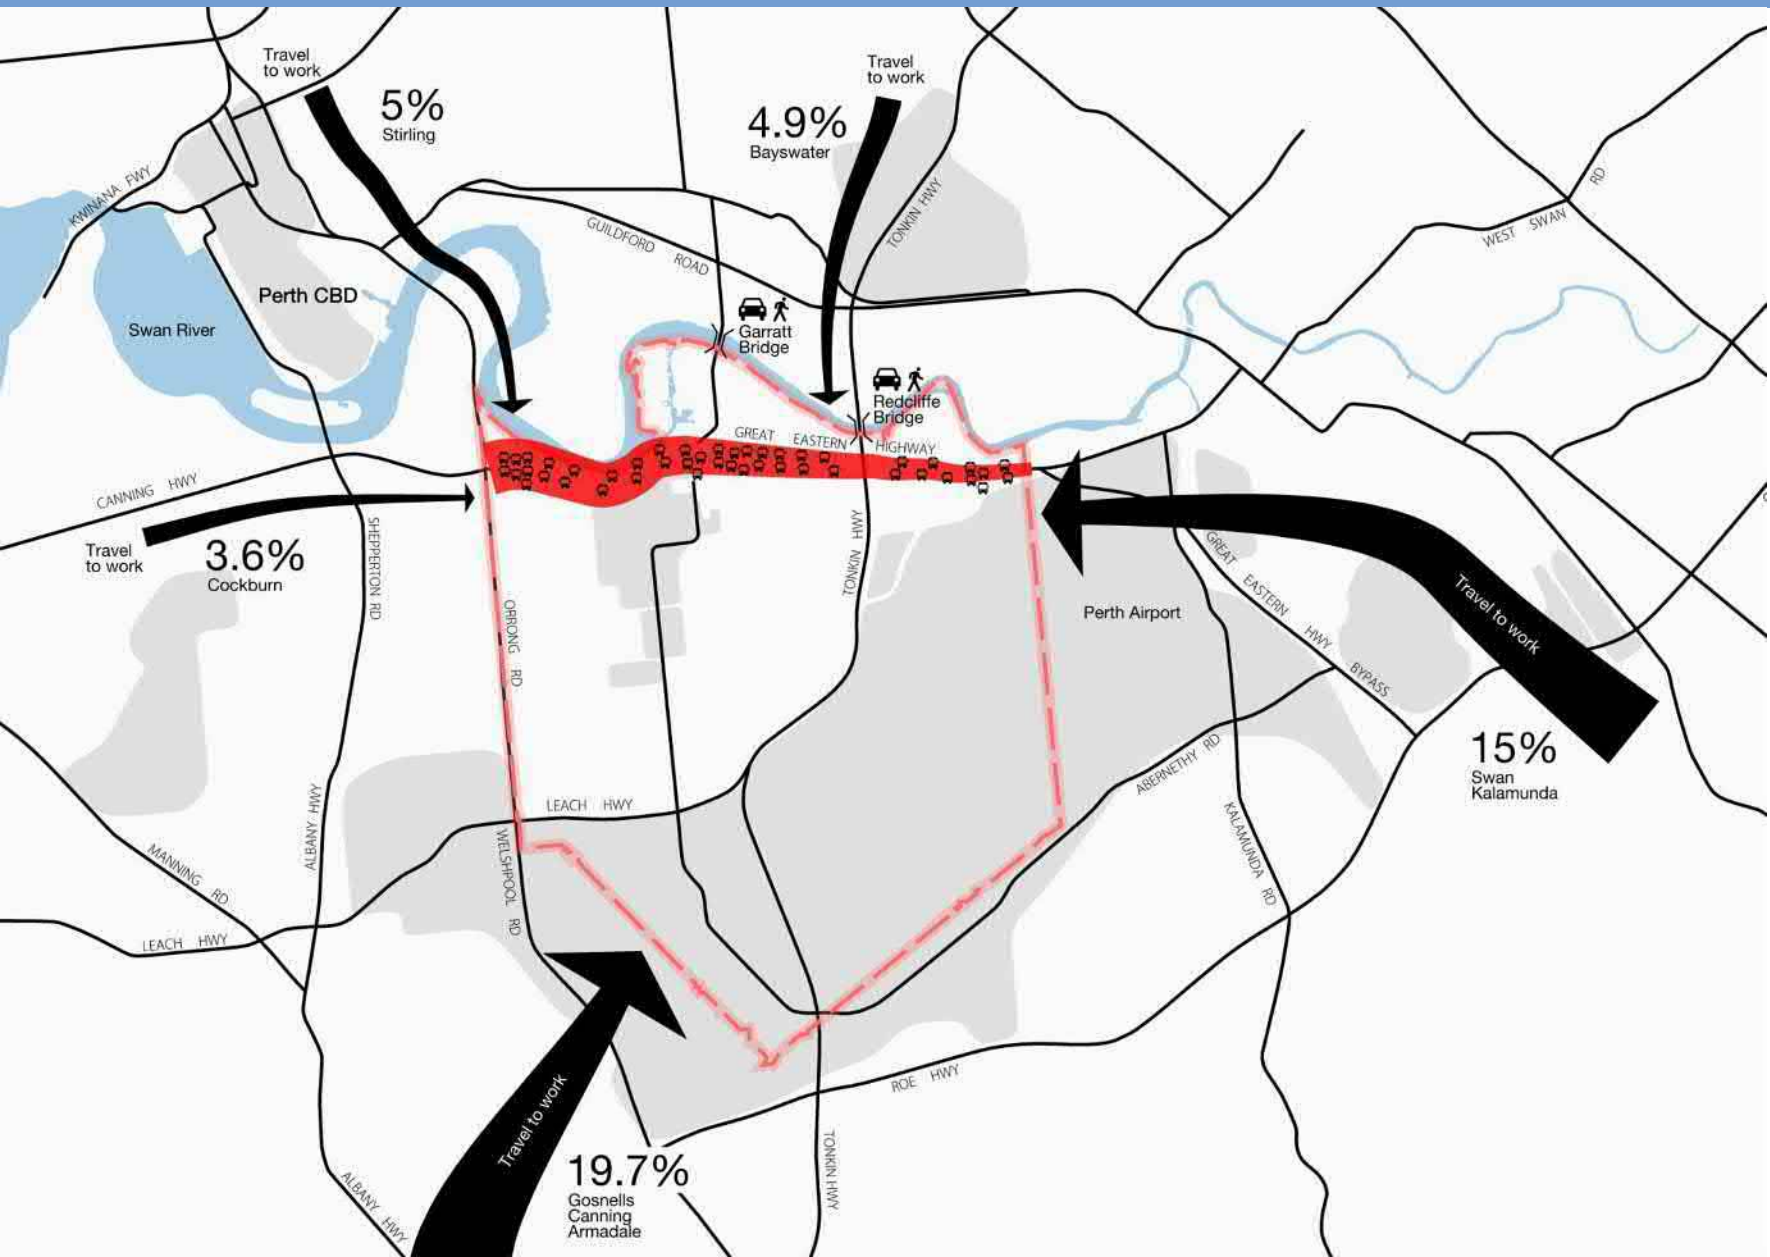 Travel
to work
5%
Stirling
Travel
to work
4.9%
Bayswater
KWINANA FWY
GUILDFORD ROAD
TONKIN HWY
WEST SWAN RD
Perth CBD
Swan River
Garratt
Bridge
Redcliffe
Bridge
GREAT EASTERN HIGHWAY
CANNING HWY
Travel
to work
3.6%
Cockburn
SHEPPERTON RD
ORRONG RD
TONKIN HWY
Perth Airport
GREAT EASTERN HWY BYPASS
Travel to work
15%
Swan
Kalamunda
ABERNETHY RD
KALAMUNDA RD
LEACH HWY
WELSHPOOL RD
ALBANY HWY
MANNING RD
LEACH HWY
ROE HWY
Travel to work
19.7%
Gosnells
Canning
Armadale
TONKIN HWY
ALBANY HWY